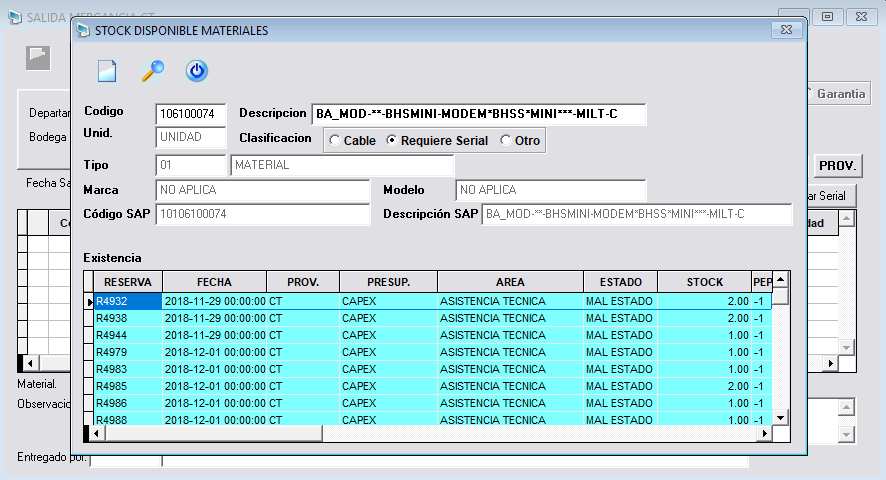 SALIDA MERCANCIA CT
STOCK DISPONIBLE MATERIALES
Garantia
Codigo 106100074 Descripcion BA_MOD-**-BHSMINI-MODEM*BHSS*MINI***-MILT-C
Departar
Unid. UNIDAD Clasificacion Cable Requiere Serial Otro
Bodega
Tipo 01 MATERIAL PROV.
Fecha Sa
Marca NO APLICA Modelo NO APLICA
ar Serial
Código SAP 10106100074 Descripción SAP BA_MOD-**-BHSMINI-MODEM*BHSS*MINI***-MILT-C
Co
dad
Existencia
RESERVA FECHA PROV. PRESUP. AREA ESTADO STOCK PEP
R4932 2018-11-29 00:00:00 CT CAPEX ASISTENCIA TECNICA MAL ESTADO 2.00 -1
R4938 2018-11-29 00:00:00 CT CAPEX ASISTENCIA TECNICA MAL ESTADO 2.00 -1
R4944 2018-11-29 00:00:00 CT CAPEX ASISTENCIA TECNICA MAL ESTADO 1.00 -1
R4979 2018-12-01 00:00:00 CT CAPEX ASISTENCIA TECNICA MAL ESTADO 1.00 -1
R4983 2018-12-01 00:00:00 CT CAPEX ASISTENCIA TECNICA MAL ESTADO 1.00 -1
R4985 2018-12-01 00:00:00 CT CAPEX ASISTENCIA TECNICA MAL ESTADO 2.00 -1
R4986 2018-12-01 00:00:00 CT CAPEX ASISTENCIA TECNICA MAL ESTADO 1.00 -1
R4988 2018-12-01 00:00:00 CT CAPEX ASISTENCIA TECNICA MAL ESTADO 1.00 -1
Material.
Observacio
Entregado por: